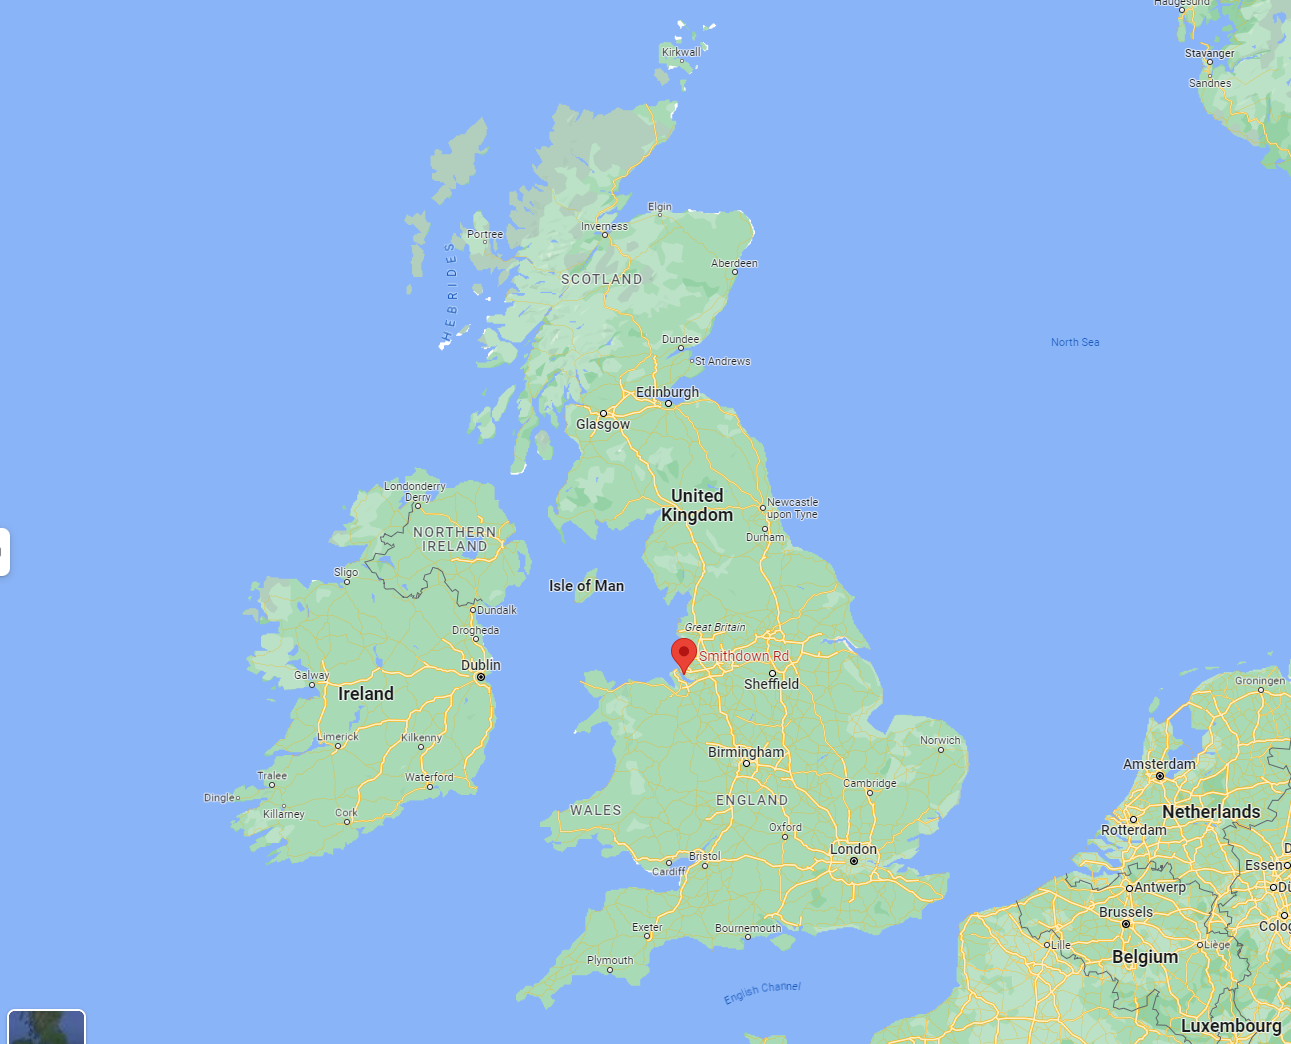 Haugesund
Stavanger
Sandnes
Kirkwall
Elgin
Inverness
Portree
HEBRIDES
Aberdeen
SCOTLAND
North Sea
Dundee
St Andrews
Edinburgh
Glasgow
Londonderry
Derry
United
Kingdom
Newcastle
upon Tyne
Durham
NORTHERN
IRELAND
Sligo
Isle of Man
Dundalk
Drogheda
Great Britain
Smithdown Rd
Dublin
Galway
Ireland
Sheffield
Groningen
Limerick
Kilkenny
Norwich
Birmingham
Amsterdam
Tralee
Waterford
Cambridge
Dingle
Killarney
Cork
WALES
ENGLAND
Netherlands
Oxford
Rotterdam
London
Bristol
Cardiff
Essen
Antwerp
Brussels
Exeter
Bournemouth
Lille
Liège
Belgium
Plymouth
English Channel
Luxembourg